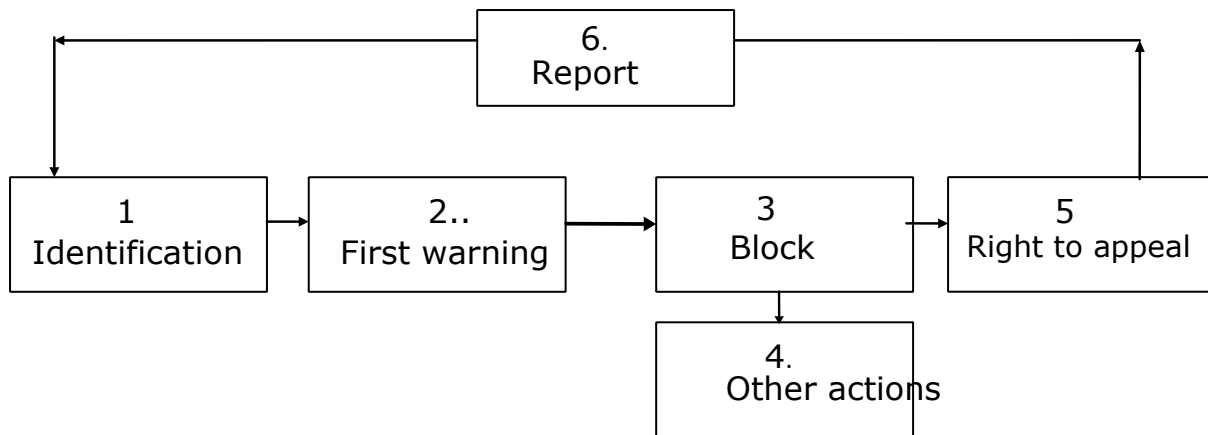 6.
Report
1
Identification
2..
First warning
3
Block
5
Right to appeal
4.
Other actions